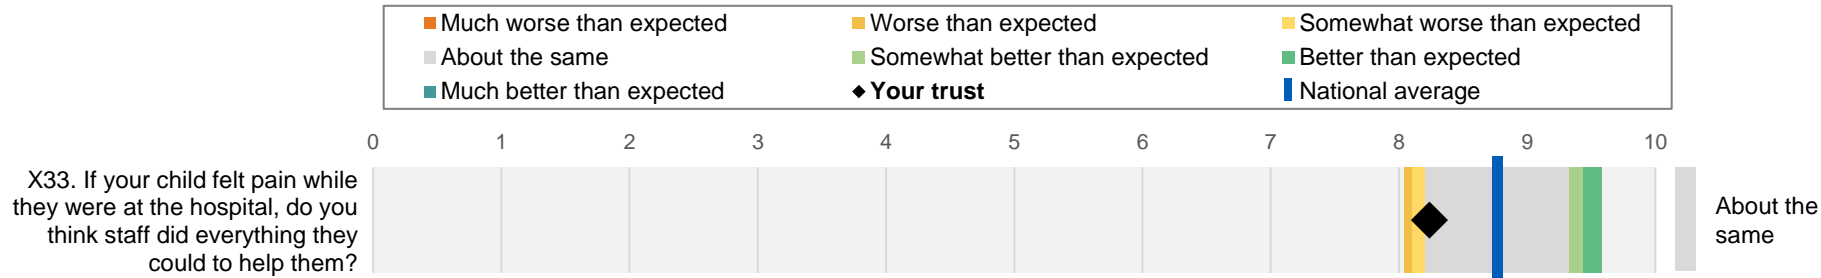 Much worse than expected
Worse than expected
Somewhat worse than expected
About the same
Somewhat better than expected
Better than expected
Much better than expected
Your trust
National average
0 1 2 3 4 5 6 7 8 9 10
X33. If your child felt pain while
they were at the hospital, do you
think staff did everything they
could to help them?
About the
same